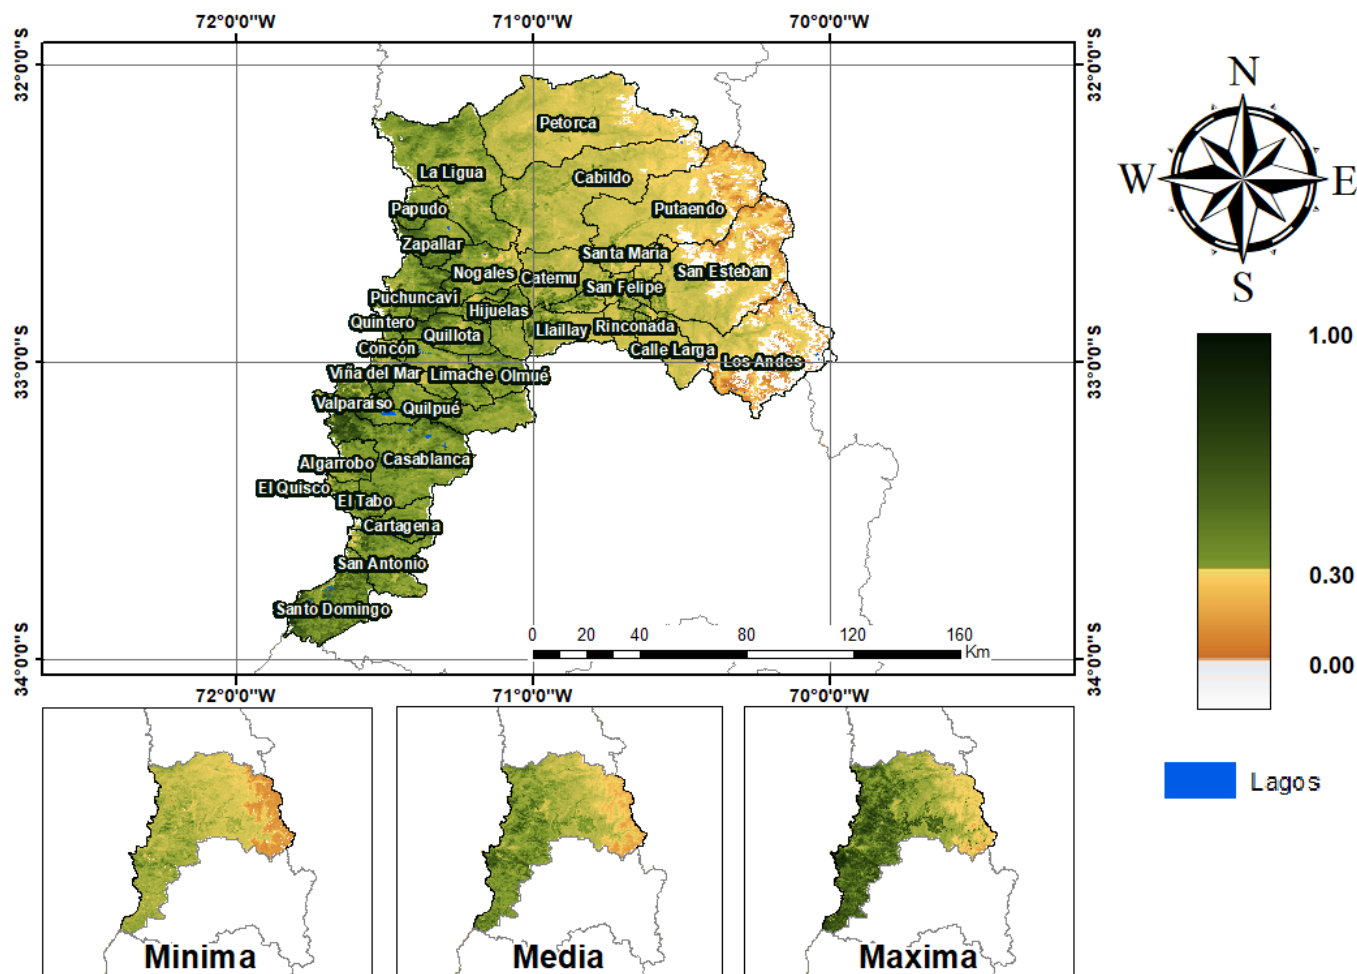 72°0'0"W
71°0'0"W
70°0'0"W
32°0'0"S
32°0'0"S
N
W
E
S
Petorca
La Ligua
Cabildo
Papudo
Putaendo
Zapallar
Santa María
Nogales
Catemu
San Esteban
San Felipe
Puchuncaví
Hijuelas
Quintero
Quillota
Llaillay
Rinconada
Concón
Calle Larga
Los Andes
33°0'0"S
33°0'0"S
Viña del Mar
Limache
Olmué
Valparaíso
Quilpué
Algarrobo
Casablanca
El Quisco
El Tabo
Cartagena
San Antonio
Santo Domingo
1.00
0.30
0.00
0
20
40
80
120
160
Km
34°0'0"S
34°0'0"S
72°0'0"W
71°0'0"W
70°0'0"W
Lagos
Minima
Media
Maxima